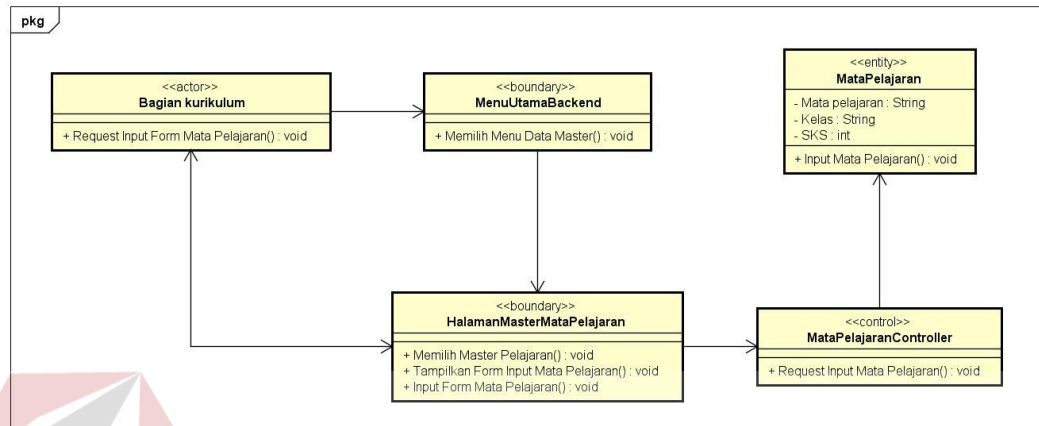 pkg
<<actor>>
Bagian kurikulum
+ Request Input Form Mata Pelajaran() : void
<<boundary>>
MenuUtamaBackend
+ Memilih Menu Data Master() : void
<<entity>>
MataPelajaran
- Mata pelajaran : String
- Kelas : String
- SKS : int
+ Input Mata Pelajaran() : void
<<boundary>>
HalamanMasterMataPelajaran
+ Memilih Master Pelajaran() : void
+ Tampilkan Form Input Mata Pelajaran() : void
+ Input Form Mata Pelajaran() : void
<<control>>
MataPelajaranController
+ Request Input Mata Pelajaran() : void